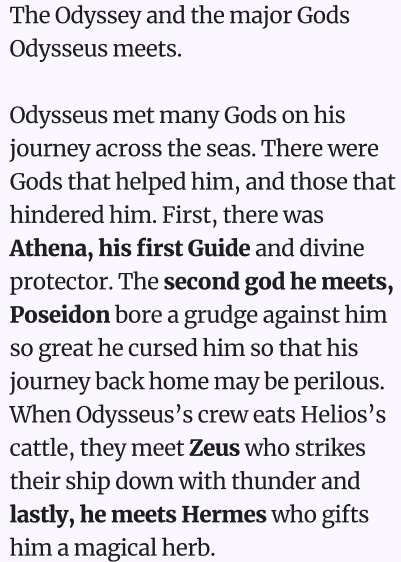 The Odyssey and the major Gods
Odysseus meets.
Odysseus met many Gods on his
journey across the seas. There were
Gods that helped him, and those that
hindered him. First, there was
Athena, his first Guide and divine
protector. The second god he meets,
Poseidon bore a grudge against him
so great he cursed him so that his
journey back home may be perilous.
When Odysseus’s crew eats Helios’s
cattle, they meet Zeus who strikes
their ship down with thunder and
lastly, he meets Hermes who gifts
him a magical herb.